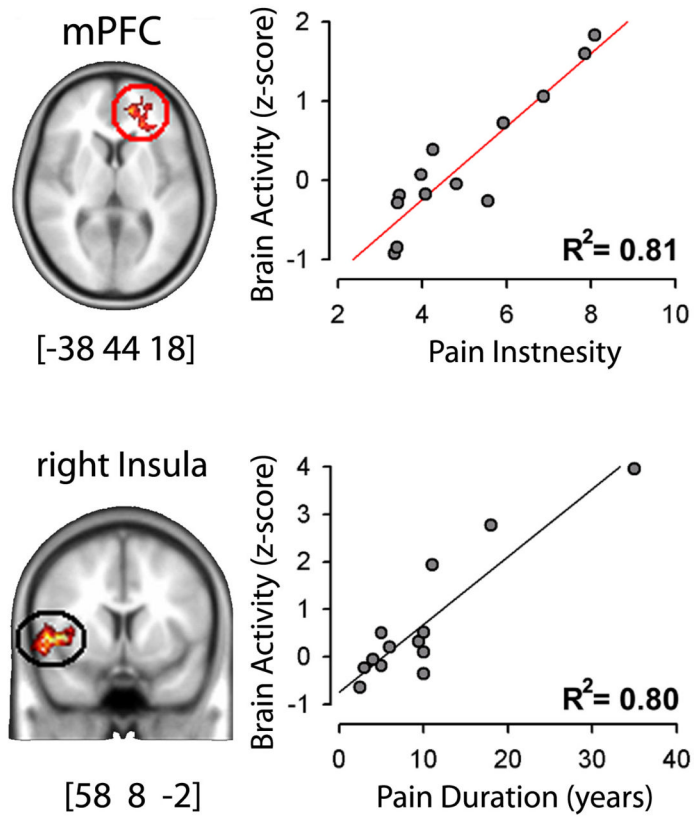 mPFC
[-38 44 18]
Brain Activity (z-score)
2
1
0
-1
R²= 0.81
2 4 6 8 10
Pain Instnesity
right Insula
[58 8 -2]
Brain Activity (z-score)
4
3
2
1
0
-1
R²= 0.80
0 10 20 30 40
Pain Duration (years)